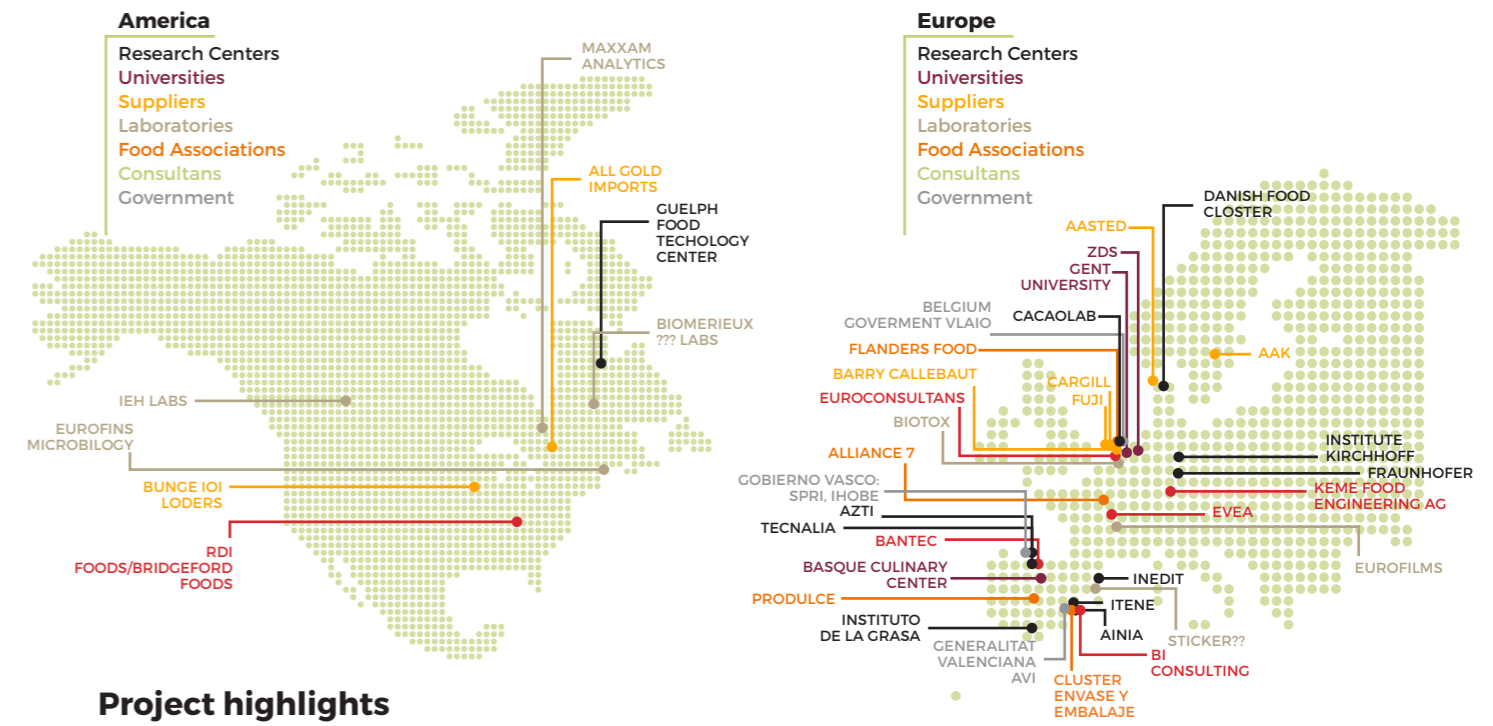 America
Research Centers
Universities
Suppliers
Laboratories
Food Associations
Consultans
Government
MAXXAM
ANALYTICS
ALL GOLD
IMPORTS
GUELPH
FOOD
TECHOLOGY
CENTER
BIOMERIEUX
??? LABS
IEH LABS
EUROFINS
MICROBILOGY
BUNGE IOI
LODERS
RDI
FOODS/BRIDGEFORD
FOODS
Europe
Research Centers
Universities
Suppliers
Laboratories
Food Associations
Consultans
Government
DANISH FOOD
CLOSTER
AASTED
ZDS
GENT
UNIVERSITY
BELGIUM
GOVERMENT VLAIO
CACAOLAB
FLANDERS FOOD
AAK
BARRY CALLEBAUT
CARGILL
FUJI
EUROCONSULTANS
BIOTOX
ALLIANCE 7
INSTITUTE
KIRCHHOFF
FRAUNHOFER
GOBIERNO VASCO:
SPRI, IHOBE
KEME FOOD
ENGINEERING AG
AZTI
EVEA
TECNALIA
BANTEC
EUROFILMS
BASQUE CULINARY
CENTER
INEDIT
PRODULCE
ITENE
INSTITUTO
DE LA GRASA
AINIA
STICKER??
GENERALITAT
VALENCIANA
AVI
BI
CONSULTING
CLUSTER
ENVASE Y
EMBALAJE
Project highlights